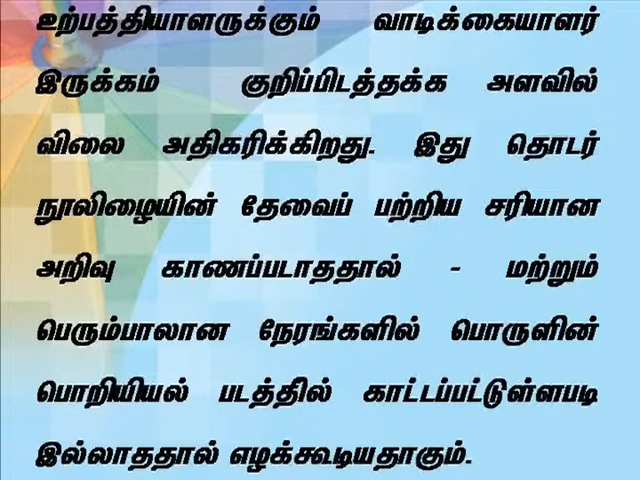 உற்பத்தியாளருக்கும் வாடிக்கையாளர்
இருக்கம் குறிப்பிடத்தக்க அளவில்
விலை அதிகரிக்கிறது. இது தொடர்
நூலிழையின் தேவைப் பற்றிய சரியான
அறிவு காணப்படாததால் - மற்றும்
பெரும்பாலான நேரங்களில் பொருளின்
பொறியியல் படத்தில் காட்டப்பட்டுள்ளபடி
இல்லாததால் எழக்கூடியதாகும்.